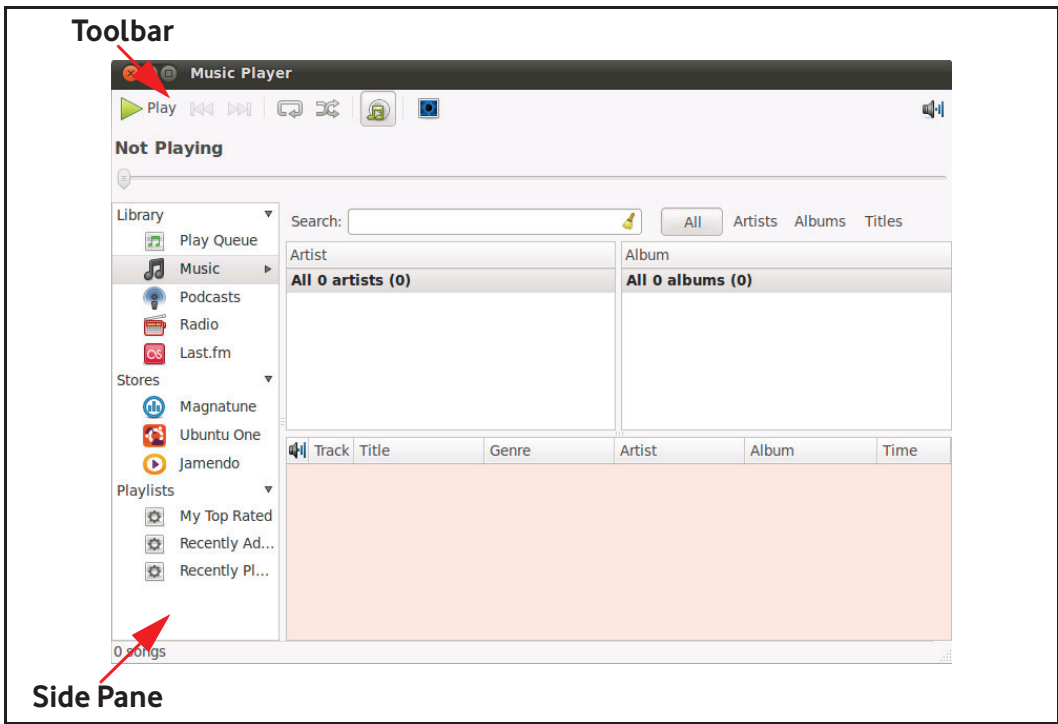 Toolbar
Music Player
Play
Not Playing
Library
Play Queue
Music
Podcasts
Radio
Last.fm
Stores
Magnatune
Ubuntu One
Jamendo
Playlists
My Top Rated
Recently Ad...
Recently Pl...
Search:
All Artists Albums Titles
Artist
All 0 artists (0)
Album
All 0 albums (0)
Track Title Genre Artist Album Time
0 songs
Side Pane